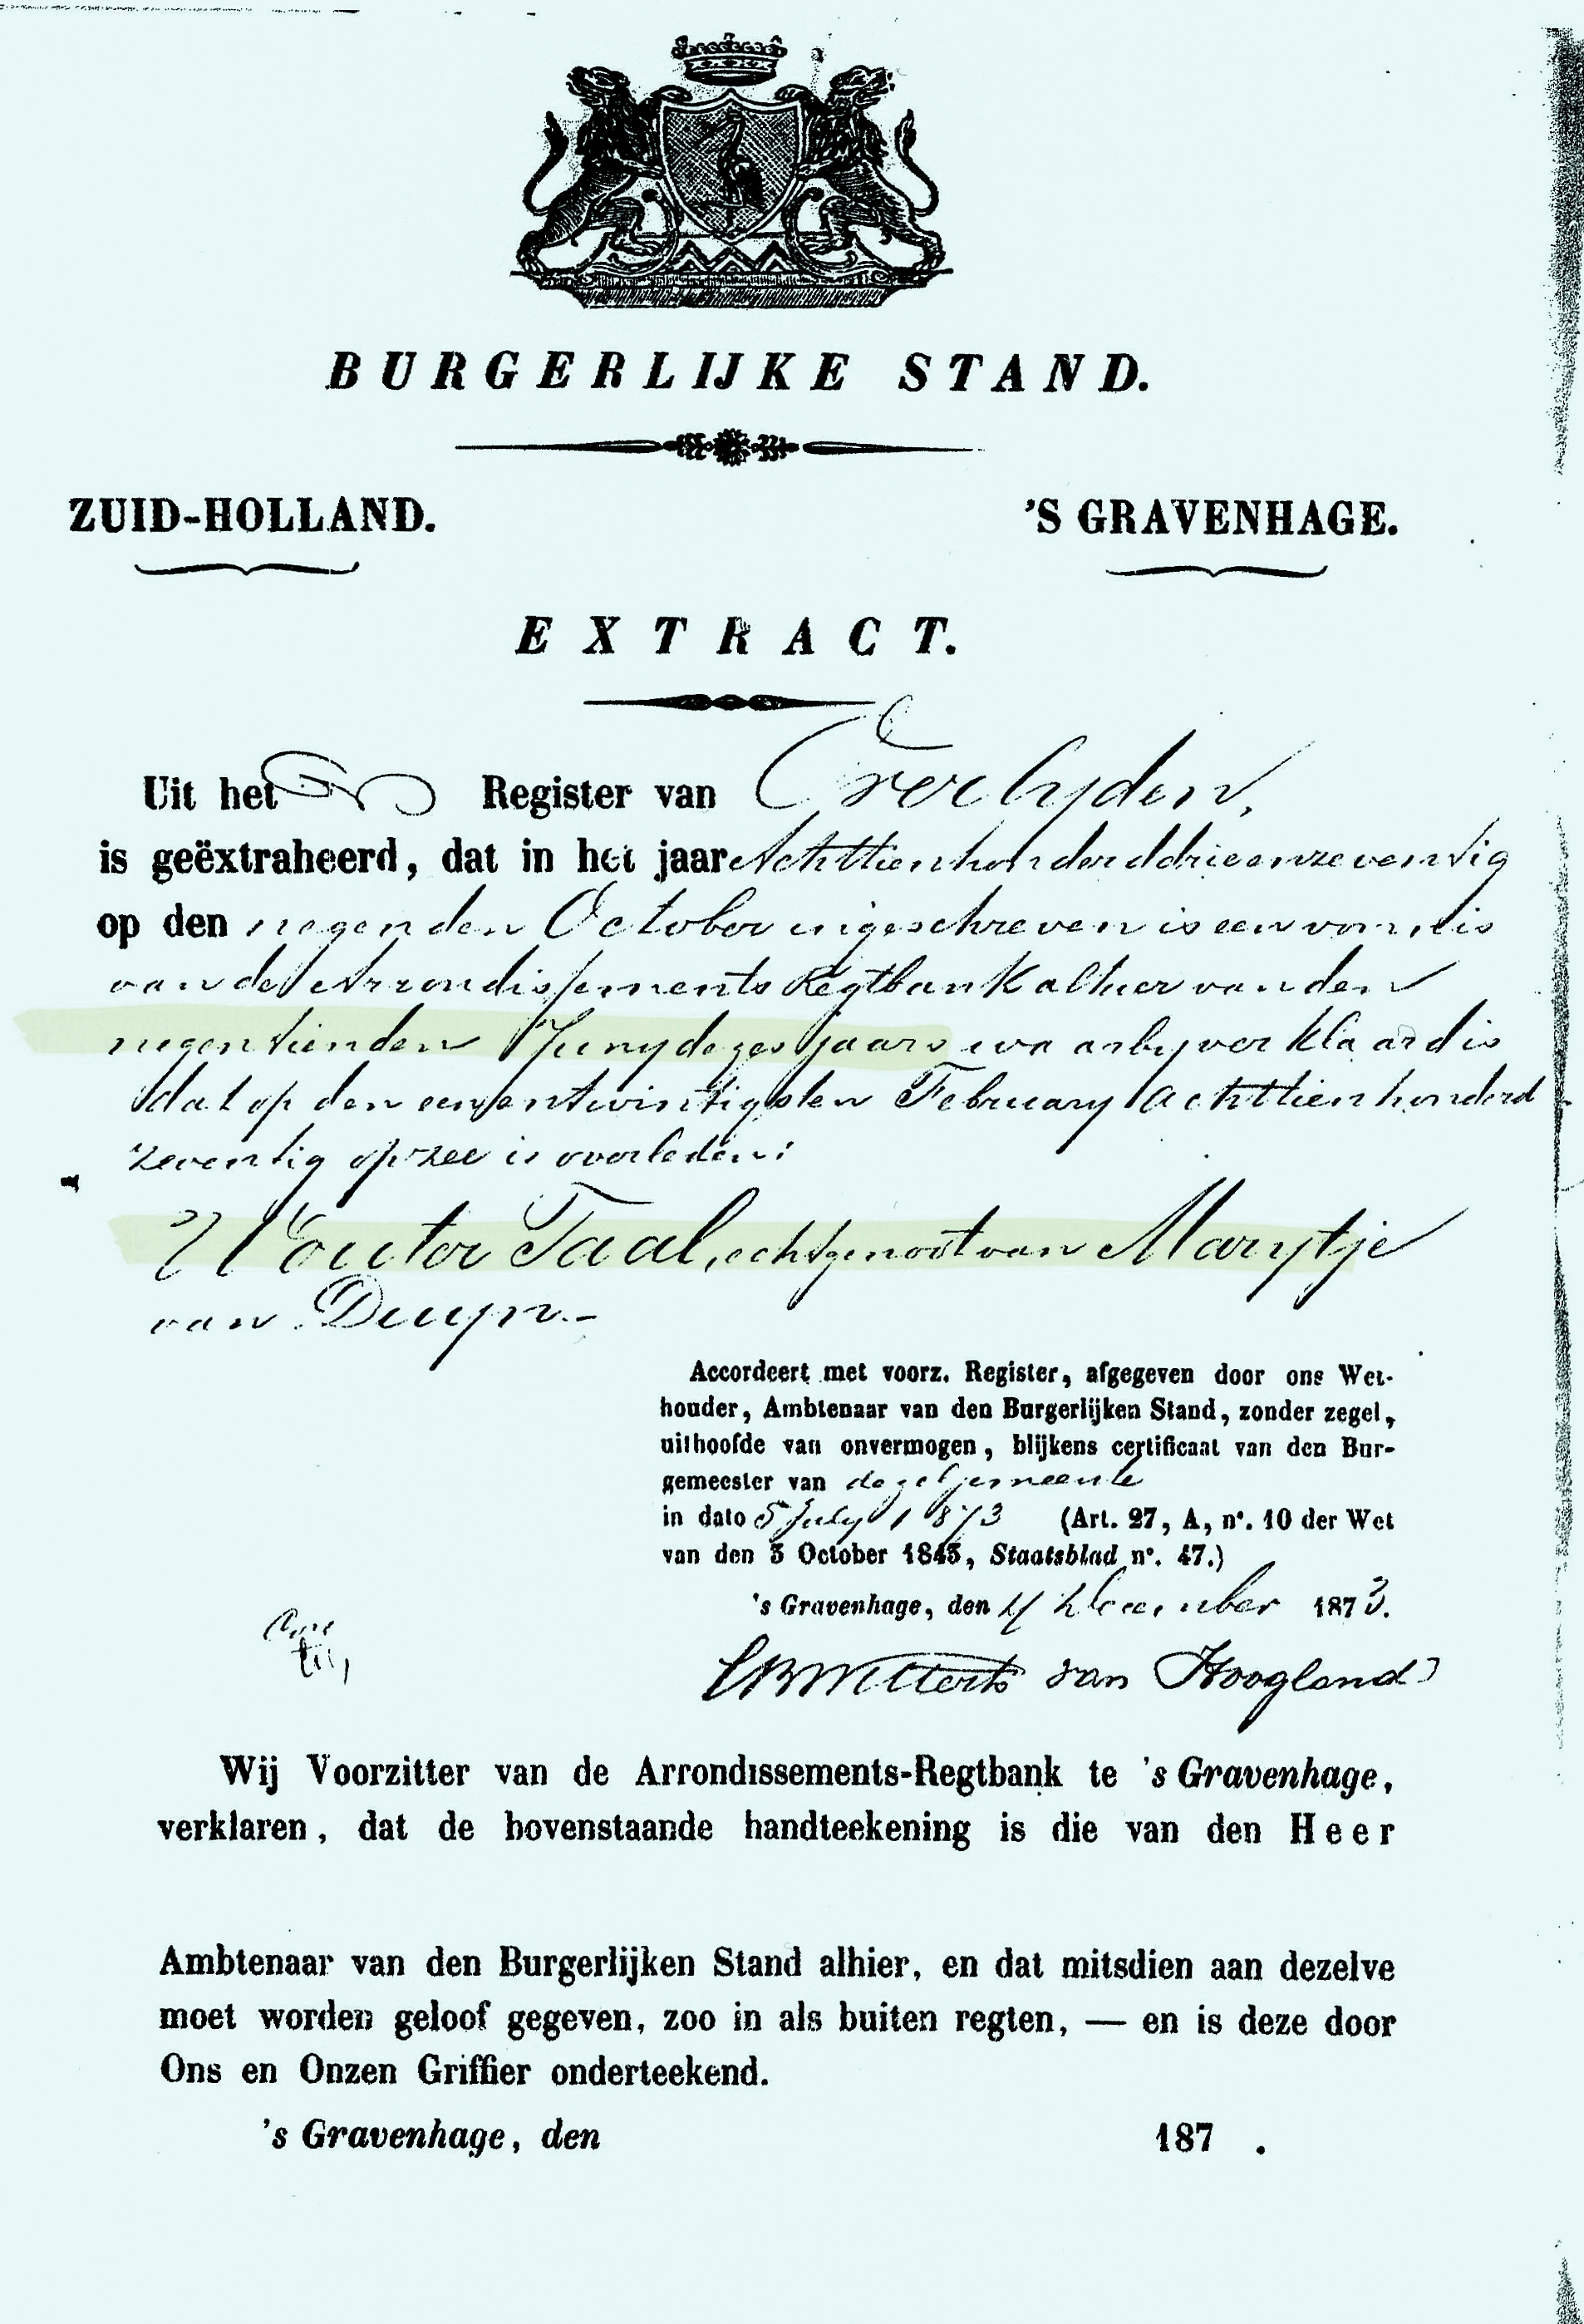 BURGERLIJKE STAND.
ZUID-HOLLAND. 'S GRAVENHAGE.
EXTRACT.
Uit het Register van Overlyden,
is geëxtraheerd, dat in het jaar Achttienhonderddrieenzeventig
op den negenden October ingeschreven is een vonnis
van de Arrondissements Regtbank alhier van den
negentienden Juny dezes jaars waarby verklaard is
dat op den eenentwintigsten February Achttienhonderd
zeventig op zee is overleden:
Wouter Taal, echtgenoot van Marytje
van Duyn.-
Accordeert met voorz. Register, afgegeven door ons Wet-
houder, Ambtenaar van den Burgerlijken Stand, zonder zegel,
uithoofde van onvermogen, blijkens certificaat van den Bur-
gemeester van deze Gemeente
in dato 5 July 1873 (Art. 27, A, n°. 10 der Wet
van den 3 October 1843, Staatsblad n°. 47.)
's Gravenhage, den 4 December 1873.
Wittert van Hoogland
Wij Voorzitter van de Arrondissements-Regtbank te 's Gravenhage,
verklaren, dat de bovenstaande handteekening is die van den Heer
Ambtenaar van den Burgerlijken Stand alhier, en dat mitsdien aan dezelve
moet worden geloof gegeven, zoo in als buiten regten, — en is deze door
Ons en Onzen Griffier onderteekend.
's Gravenhage, den 187 .